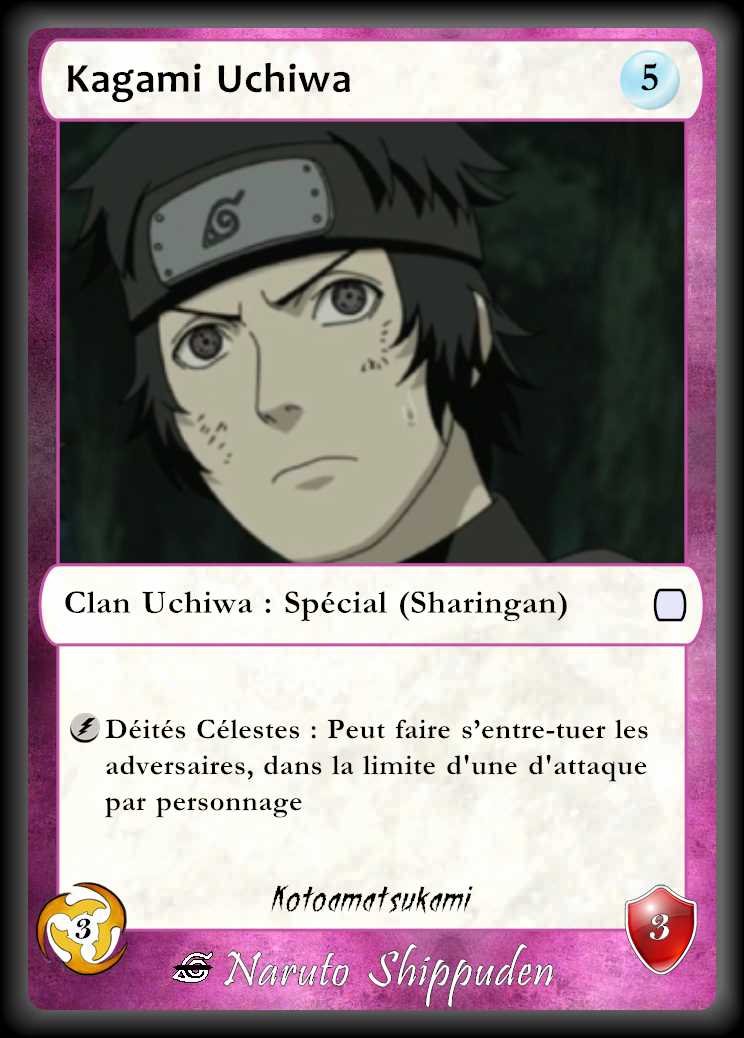 Kagami Uchiwa
5
Clan Uchiwa : Spécial (Sharingan)
Déités Célestes : Peut faire s’entre-tuer les
adversaires, dans la limite d'une d'attaque
par personnage
Kotoamatsukami
3
3
Naruto Shippuden